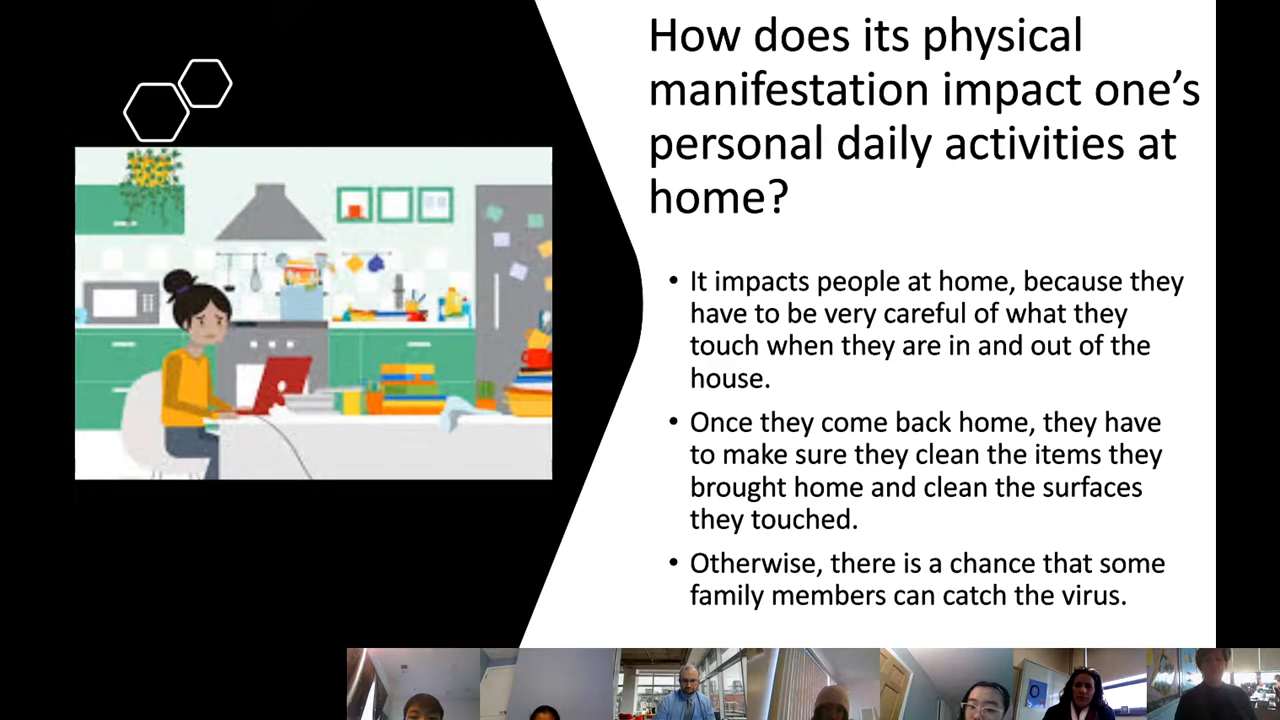 How does its physical
manifestation impact one’s
personal daily activities at
home?
• It impacts people at home, because they
have to be very careful of what they
touch when they are in and out of the
house.
• Once they come back home, they have
to make sure they clean the items they
brought home and clean the surfaces
they touched.
• Otherwise, there is a chance that some
family members can catch the virus.